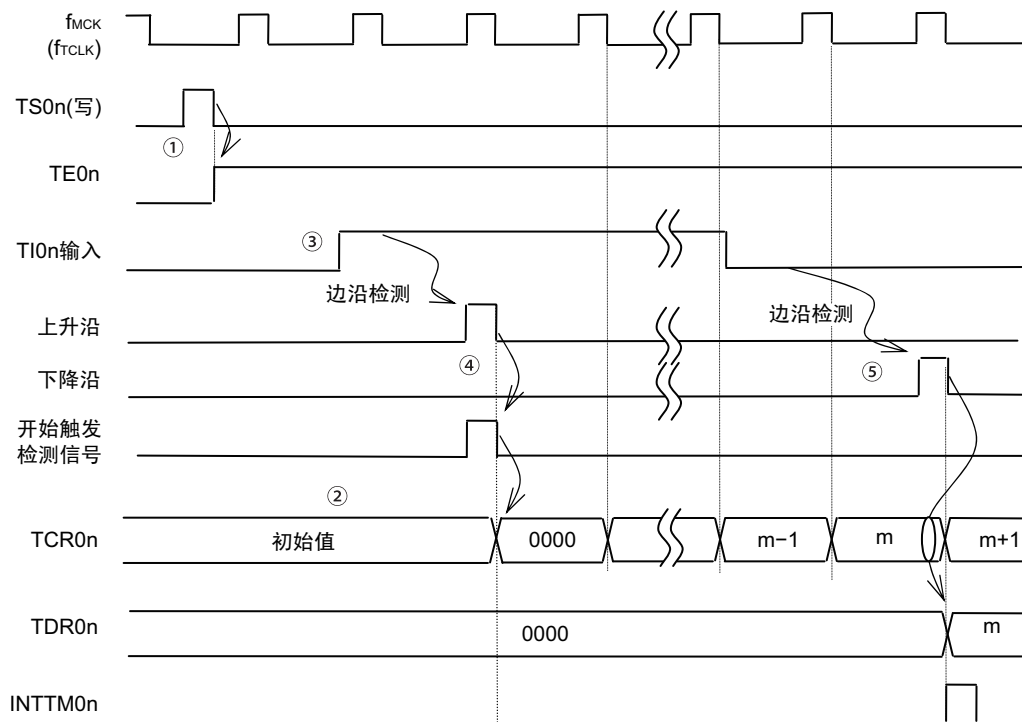 fMCK
(fTCLK)
TS0n(写)
①
TE0n
TI0n输入
③
边沿检测
边沿检测
上升沿
④
⑤
下降沿
开始触发
检测信号
②
TCR0n
初始值
0000
m−1
m
m+1
TDR0n
0000
m
INTTM0n